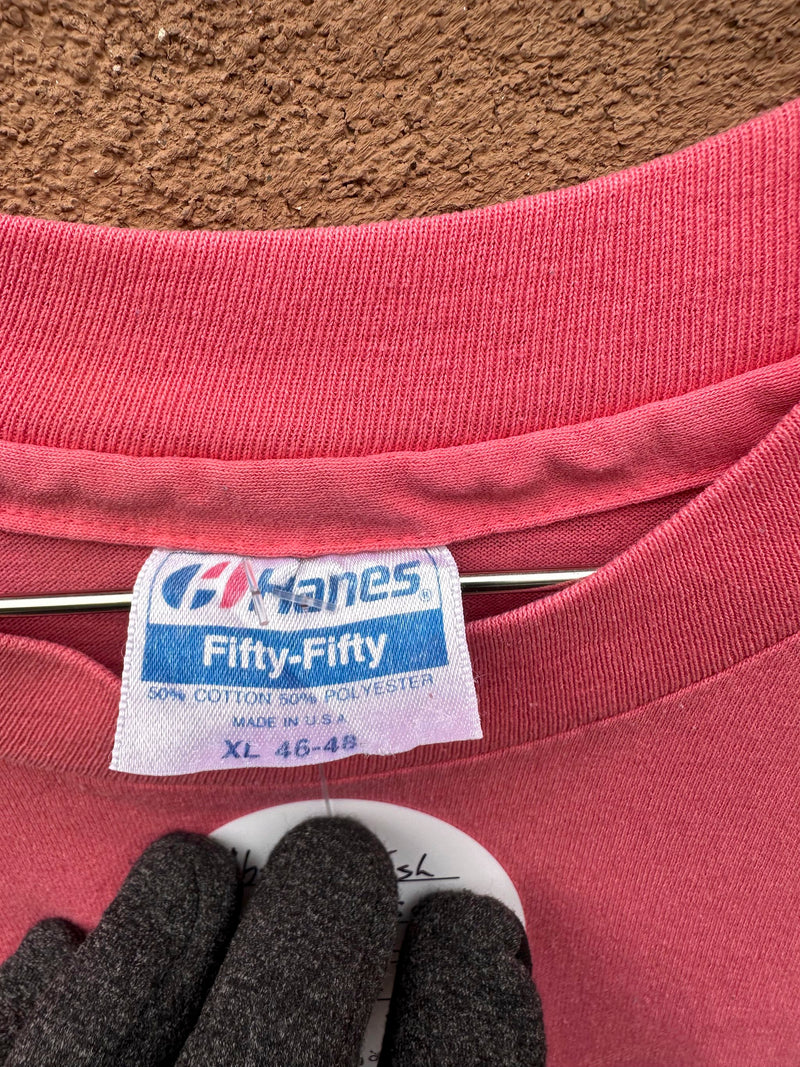 Hanes®
Fifty-Fifty
50% COTTON 50% POLYESTER
MADE IN U.S.A
XL 46-48